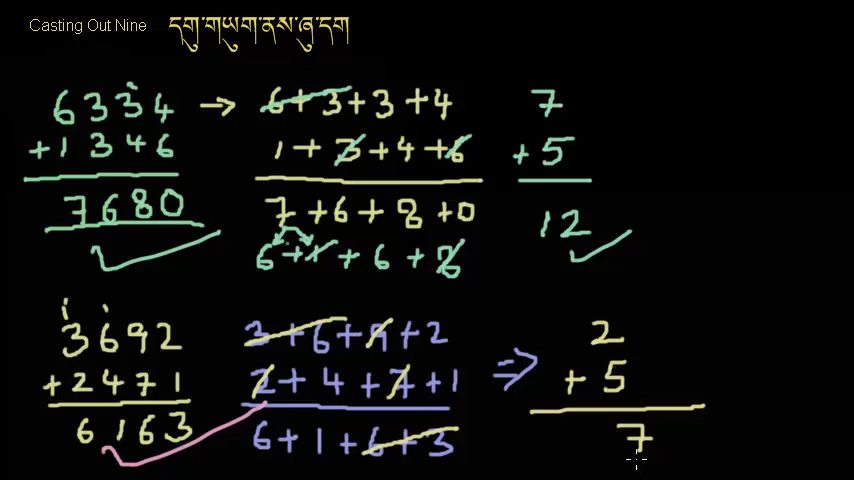 Casting Out Nine དགུ་གཡུག་ནས་ཞུ་དག
6334 → 6+3+3+4 7
+1346 1+3+4+6 +5
7680 7+6+8+0 12
6+1+6+8
3692 3+6+9+2 ⇒ 2
+2471 2+4+7+1 +5
6163 6+1+6+3 7